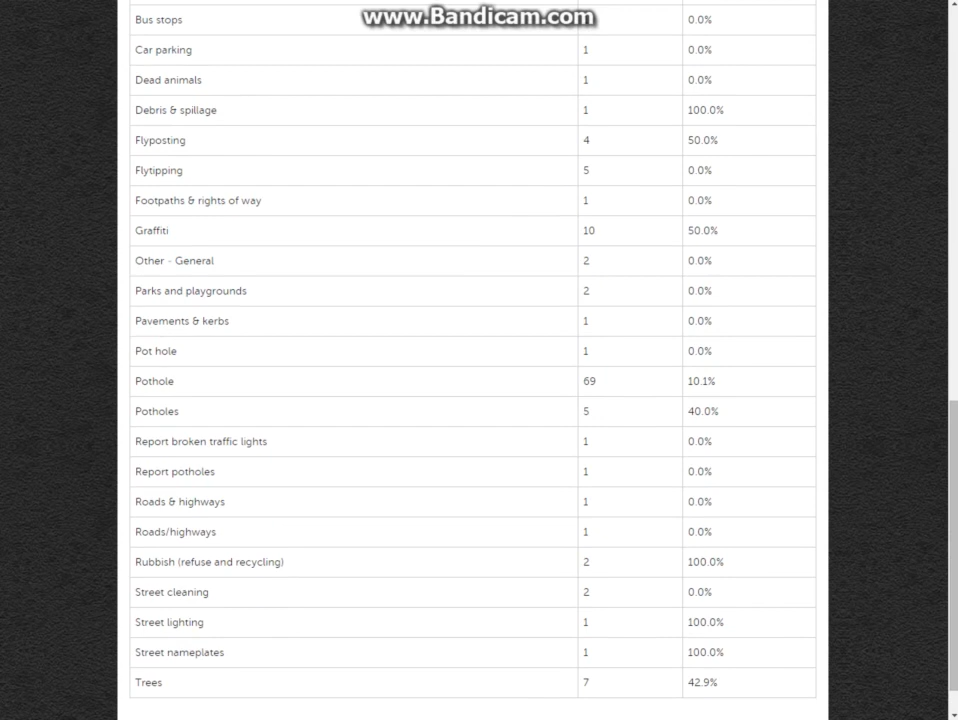 www.Bandicam.com
Bus stops 0.0%
Car parking 1 0.0%
Dead animals 1 0.0%
Debris & spillage 1 100.0%
Flyposting 4 50.0%
Flytipping 5 0.0%
Footpaths & rights of way 1 0.0%
Graffiti 10 50.0%
Other - General 2 0.0%
Parks and playgrounds 2 0.0%
Pavements & kerbs 1 0.0%
Pot hole 1 0.0%
Pothole 69 10.1%
Potholes 5 40.0%
Report broken traffic lights 1 0.0%
Report potholes 1 0.0%
Roads & highways 1 0.0%
Roads/highways 1 0.0%
Rubbish (refuse and recycling) 2 100.0%
Street cleaning 2 0.0%
Street lighting 1 100.0%
Street nameplates 1 100.0%
Trees 7 42.9%